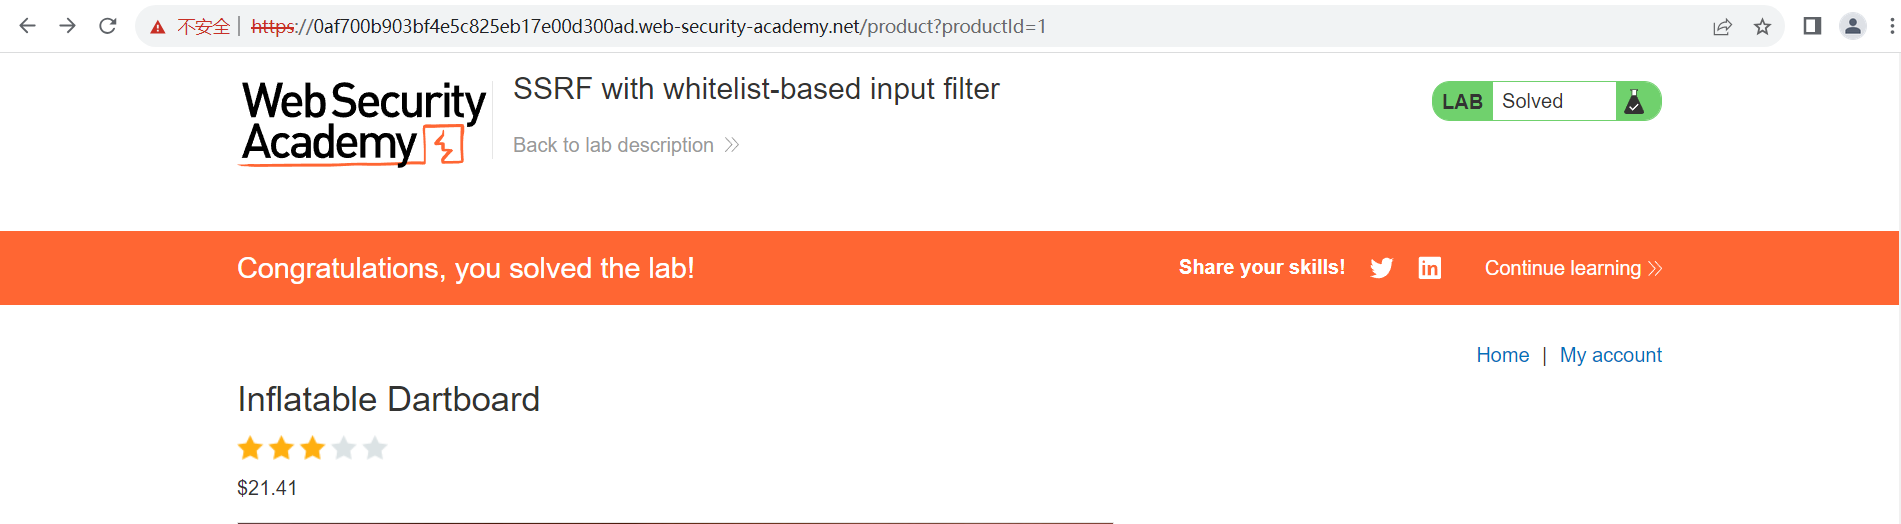 不安全 | https://0af700b903bf4e5c825eb17e00d300ad.web-security-academy.net/product?productId=1
Web Security
Academy
SSRF with whitelist-based input filter
Back to lab description
LAB Solved
Congratulations, you solved the lab!
Share your skills!
Continue learning
Home | My account
Inflatable Dartboard
$21.41